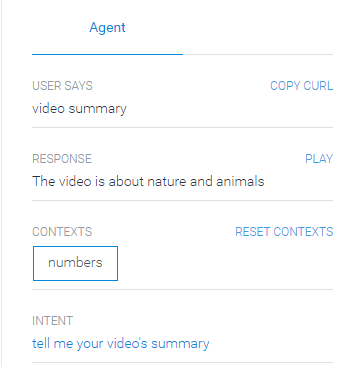 Agent
USER SAYS COPY CURL
video summary
RESPONSE PLAY
The video is about nature and animals
CONTEXTS RESET CONTEXTS
numbers
INTENT
tell me your video's summary